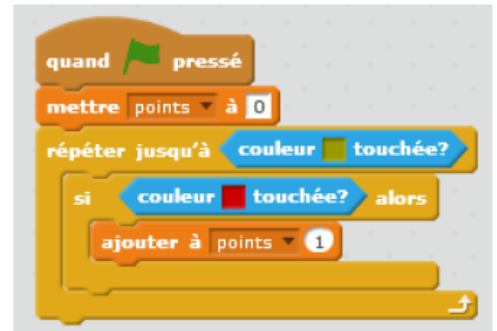 quand pressé
mettre points à 0
répéter jusqu'à couleur touchée?
si couleur touchée? alors
ajouter à points 1